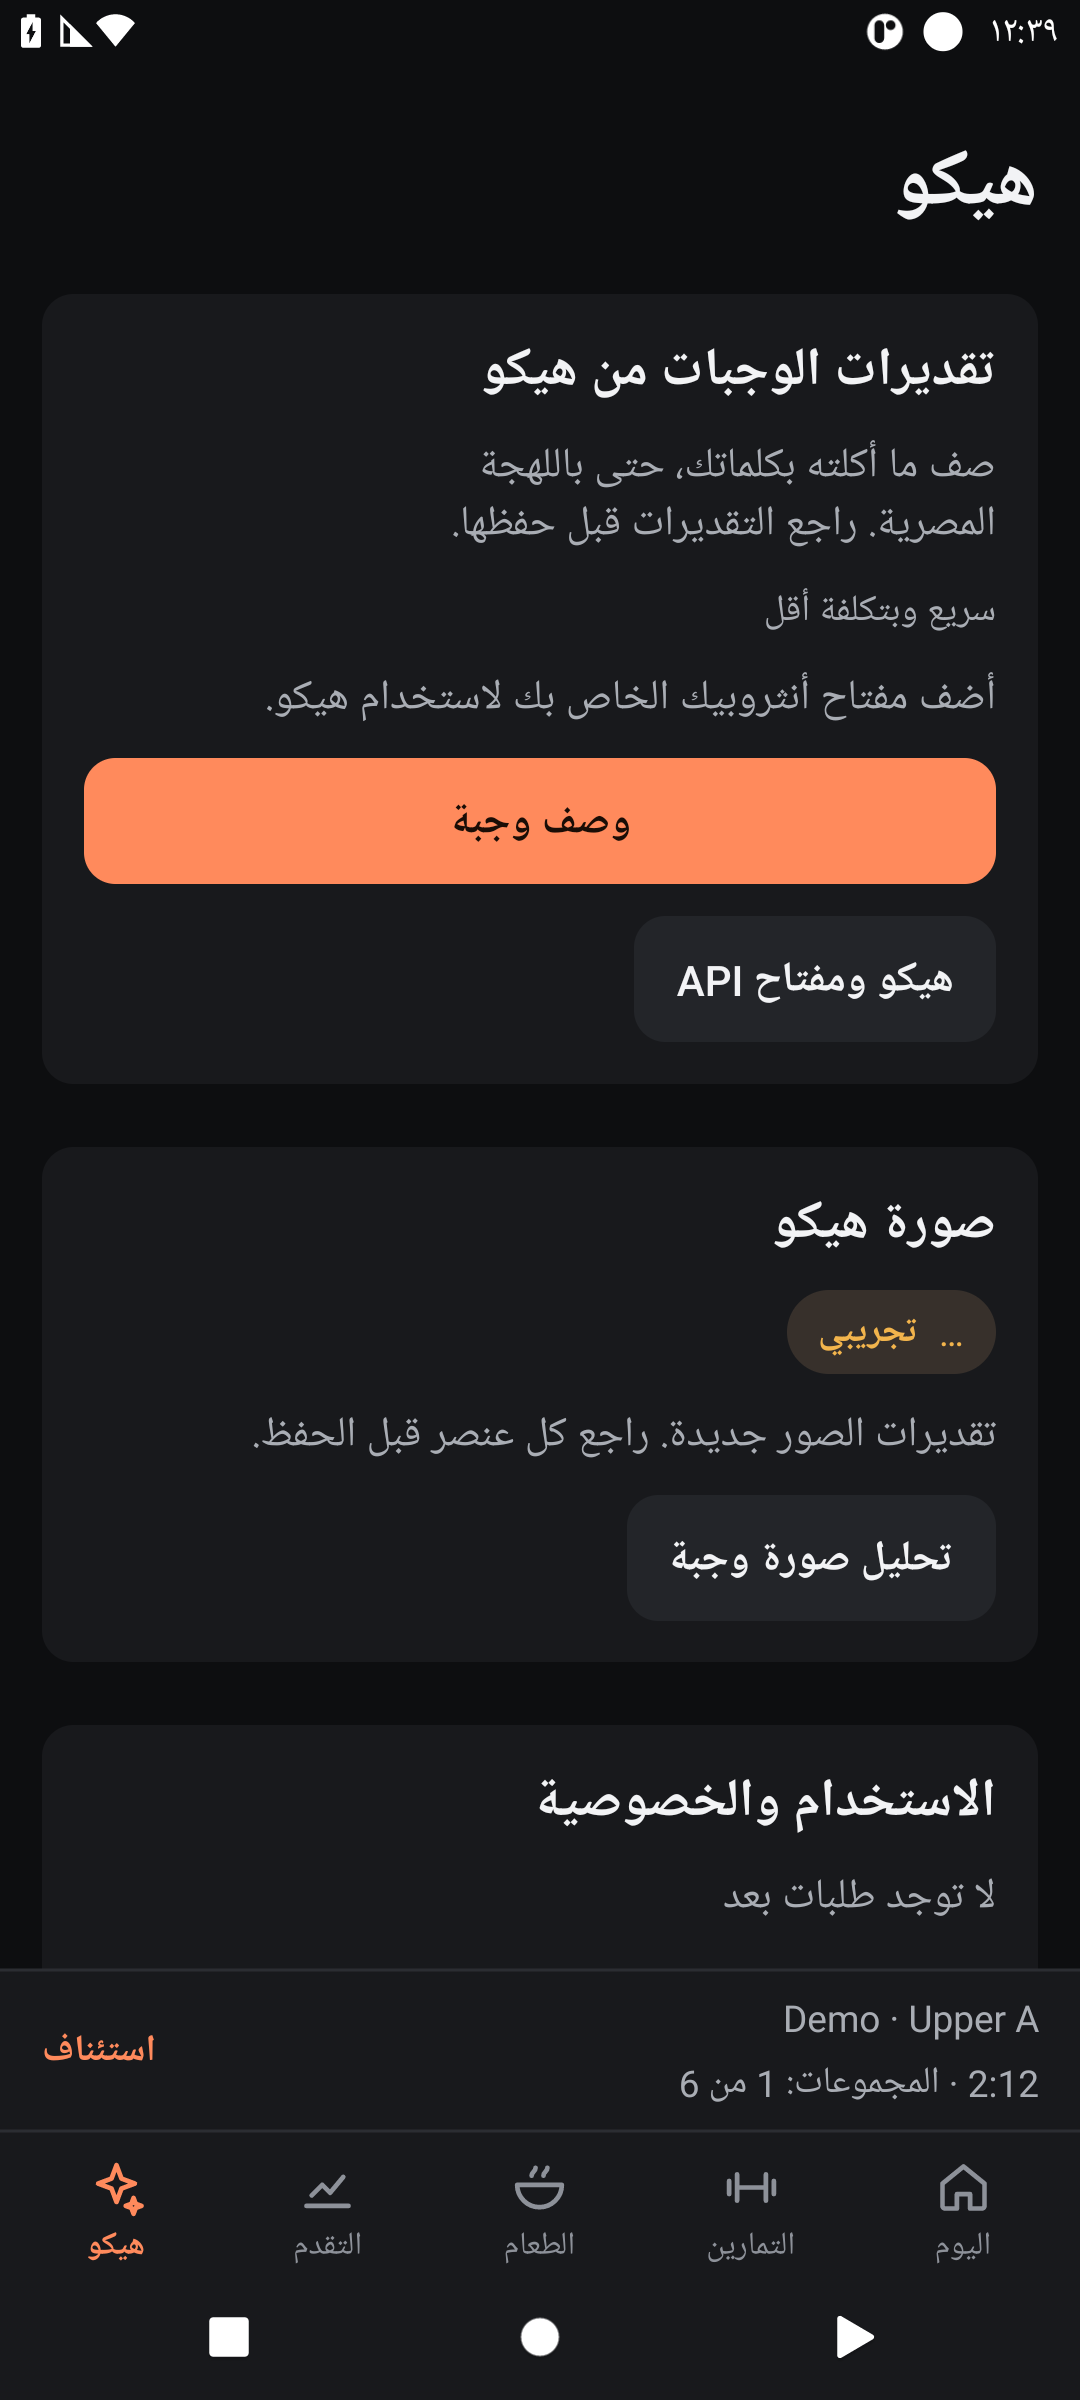 ١٢:٣٩
هيكو
تقديرات الوجبات من هيكو
صف ما أكلته بكلماتك، حتى باللهجة
المصرية. راجع التقديرات قبل حفظها.
سريع وبتكلفة أقل
أضف مفتاح أنثروبيك الخاص بك لاستخدام هيكو.
وصف وجبة
هيكو ومفتاح API
صورة هيكو
… تجريبي
تقديرات الصور جديدة. راجع كل عنصر قبل الحفظ.
تحليل صورة وجبة
الاستخدام والخصوصية
لا توجد طلبات بعد
Demo · Upper A
2:12 · المجموعات: 1 من 6
استئناف
اليوم
التمارين
الطعام
التقدم
هيكو